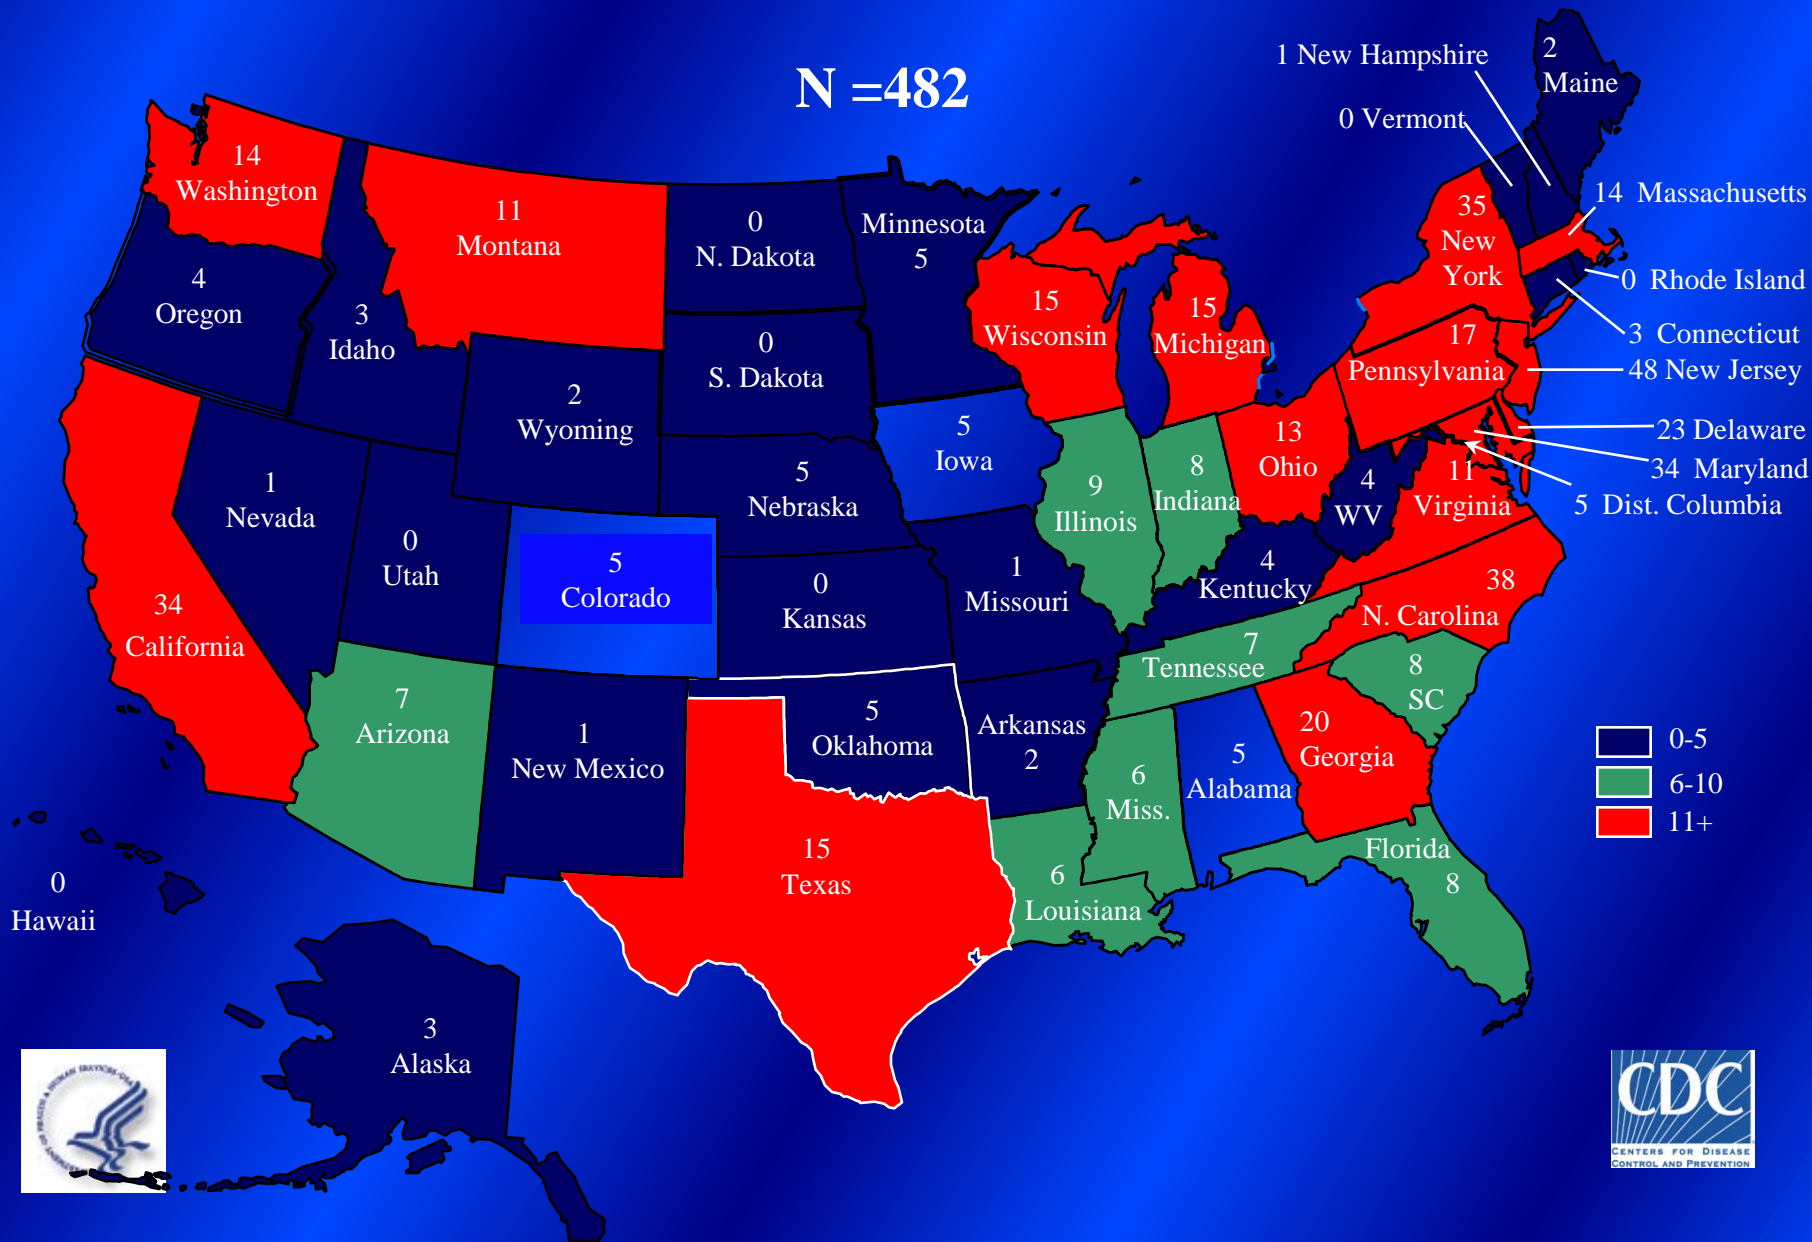 N =482
1 New Hampshire
0 Vermont
2
Maine
14
Washington
11
Montana
0
N. Dakota
Minnesota
5
35
New
York
14 Massachusetts
0 Rhode Island
3 Connecticut
48 New Jersey
23 Delaware
34 Maryland
5 Dist. Columbia
4
Oregon
3
Idaho
0
S. Dakota
15
Wisconsin
15
Michigan
17
Pennsylvania
2
Wyoming
5
Iowa
13
Ohio
1
Nevada
0
Utah
5
Nebraska
9
Illinois
8
Indiana
4
WV
11
Virginia
5
Colorado
0
Kansas
1
Missouri
4
Kentucky
38
N. Carolina
34
California
7
Tennessee
8
SC
7
Arizona
1
New Mexico
5
Oklahoma
Arkansas
2
6
Miss.
5
Alabama
20
Georgia
0-5
6-10
11+
15
Texas
6
Louisiana
Florida
8
0
Hawaii
3
Alaska
CDC
CENTERS FOR DISEASE
CONTROL AND PREVENTION